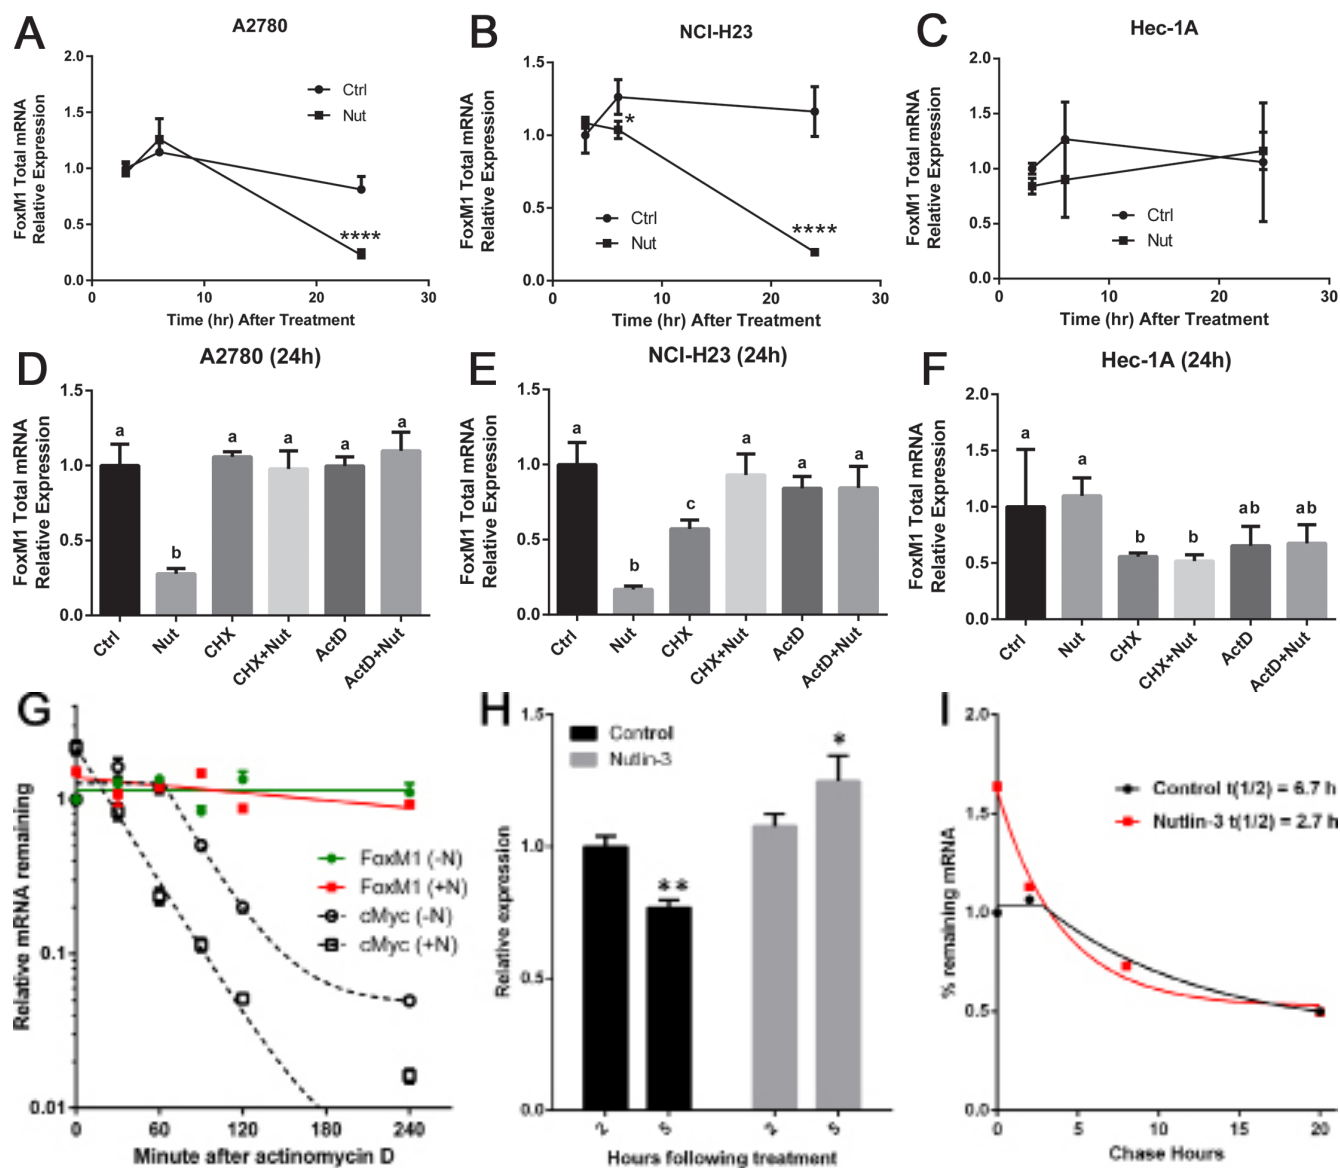 A
A2780
FoxM1 Total mRNA
Relative Expression
2.0
1.5
1.0
0.5
0.0
Ctrl
Nut
****
0
10
20
30
Time (hr) After Treatment
B
NCI-H23
FoxM1 Total mRNA
Relative Expression
1.5
1.0
0.5
0.0
*
Ctrl
Nut
****
0
10
20
30
Time (hr) After Treatment
C
Hec-1A
FoxM1 Total mRNA
Relative Expression
2.0
1.5
1.0
0.5
0.0
Ctrl
Nut
0
10
20
30
Time (hr) After Treatment
D
A2780 (24h)
FoxM1 Total mRNA
Relative Expression
1.5
1.0
0.5
0.0
a
b
a
a
a
a
Ctrl
Nut
CHX
CHX+Nut
ActD
ActD+Nut
E
NCI-H23 (24h)
FoxM1 Total mRNA
Relative Expression
1.5
1.0
0.5
0.0
a
b
c
a
a
a
Ctrl
Nut
CHX
CHX+Nut
ActD
ActD+Nut
F
Hec-1A (24h)
FoxM1 Total mRNA
Relative Expression
2.0
1.5
1.0
0.5
0.0
a
a
b
b
ab
ab
Ctrl
Nut
CHX
CHX+Nut
ActD
ActD+Nut
G
Relative mRNA remaining
1
0.1
0.01
FoxM1 (-N)
FoxM1 (+N)
cMyc (-N)
cMyc (+N)
0
60
120
180
240
Minute after actinomycin D
H
Relative expression
1.5
1.0
0.5
0.0
Control
Nutlin-3
**
*
2
5
2
5
Hours following treatment
I
% remaining mRNA
2.0
1.5
1.0
0.5
0.0
Control t(1/2) = 6.7 h
Nutlin-3 t(1/2) = 2.7 h
0
5
10
15
20
Chase Hours